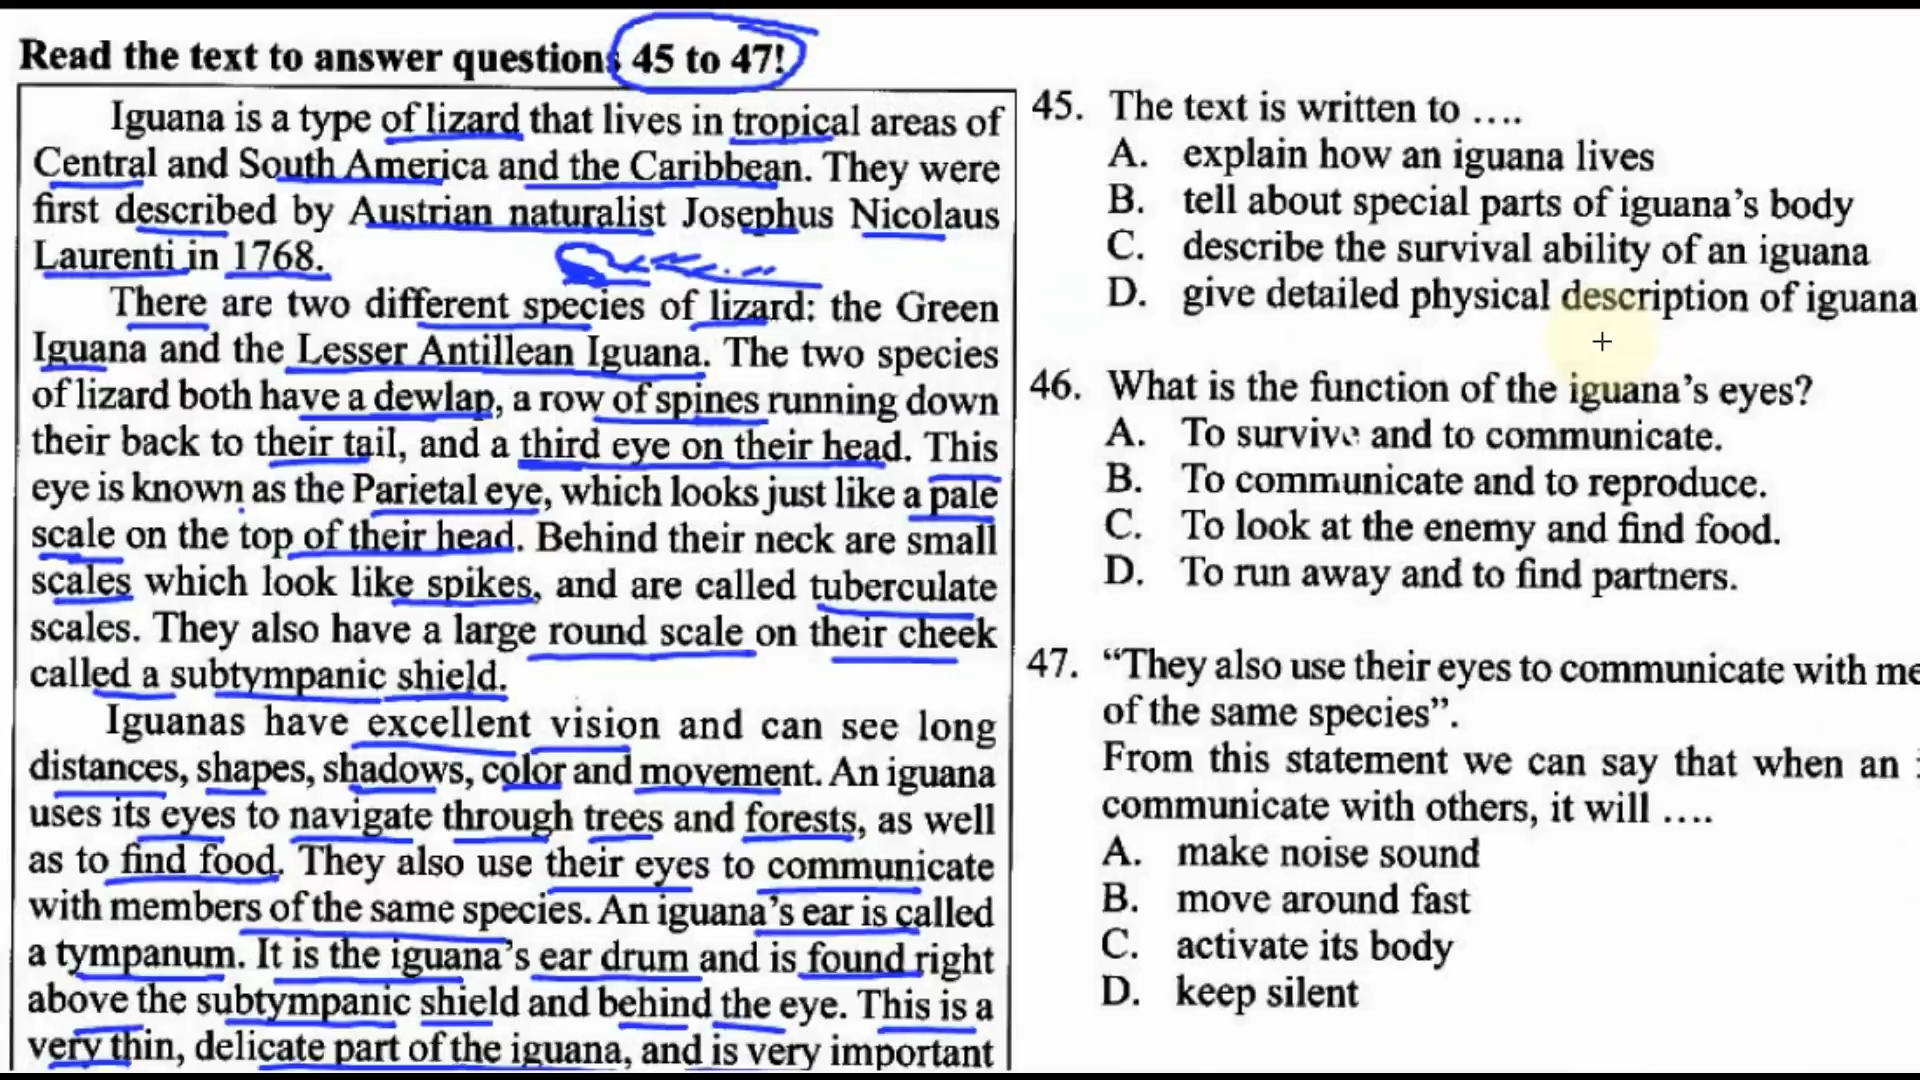 Read the text to answer questions 45 to 47!
Iguana is a type of lizard that lives in tropical areas of
Central and South America and the Caribbean. They were
first described by Austrian naturalist Josephus Nicolaus
Laurenti in 1768.
There are two different species of lizard: the Green
Iguana and the Lesser Antillean Iguana. The two species
of lizard both have a dewlap, a row of spines running down
their back to their tail, and a third eye on their head. This
eye is known as the Parietal eye, which looks just like a pale
scale on the top of their head. Behind their neck are small
scales which look like spikes, and are called tuberculate
scales. They also have a large round scale on their cheek
called a subtympanic shield.
Iguanas have excellent vision and can see long
distances, shapes, shadows, color and movement. An iguana
uses its eyes to navigate through trees and forests, as well
as to find food. They also use their eyes to communicate
with members of the same species. An iguana's ear is called
a tympanum. It is the iguana's ear drum and is found right
above the subtympanic shield and behind the eye. This is a
very thin, delicate part of the iguana, and is very important
45. The text is written to ....
A. explain how an iguana lives
B. tell about special parts of iguana's body
C. describe the survival ability of an iguana
D. give detailed physical description of iguana
46. What is the function of the iguana's eyes?
A. To survive and to communicate.
B. To communicate and to reproduce.
C. To look at the enemy and find food.
D. To run away and to find partners.
47. “They also use their eyes to communicate with me
of the same species”.
From this statement we can say that when an
communicate with others, it will ....
A. make noise sound
B. move around fast
C. activate its body
D. keep silent